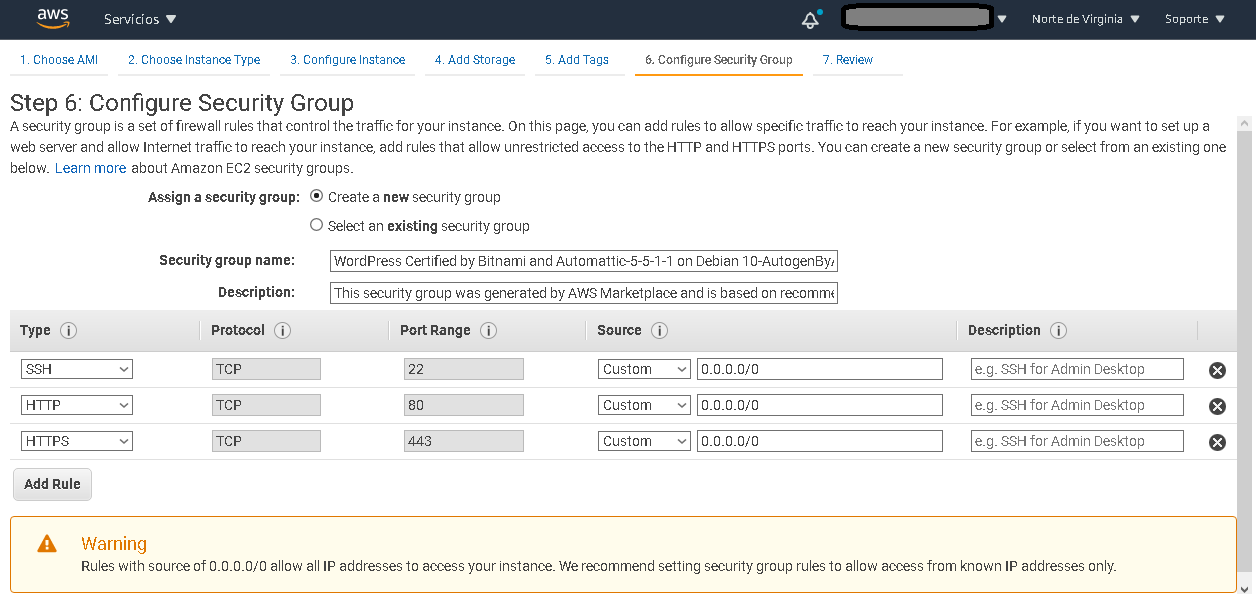 aws Servicios Norte de Virginia Soporte
1. Choose AMI 2. Choose Instance Type 3. Configure Instance 4. Add Storage 5. Add Tags 6. Configure Security Group 7. Review
Step 6: Configure Security Group
A security group is a set of firewall rules that control the traffic for your instance. On this page, you can add rules to allow specific traffic to reach your instance. For example, if you want to set up a
web server and allow Internet traffic to reach your instance, add rules that allow unrestricted access to the HTTP and HTTPS ports. You can create a new security group or select from an existing one
below. Learn more about Amazon EC2 security groups.
Assign a security group: Create a new security group
Select an existing security group
Security group name: WordPress Certified by Bitnami and Automattic-5-5-1-1 on Debian 10-AutogenByA
Description: This security group was generated by AWS Marketplace and is based on recomme
Type i Protocol i Port Range i Source i Description i
SSH TCP 22 Custom 0.0.0.0/0 e.g. SSH for Admin Desktop
HTTP TCP 80 Custom 0.0.0.0/0 e.g. SSH for Admin Desktop
HTTPS TCP 443 Custom 0.0.0.0/0 e.g. SSH for Admin Desktop
Add Rule
Warning
Rules with source of 0.0.0.0/0 allow all IP addresses to access your instance. We recommend setting security group rules to allow access from known IP addresses only.